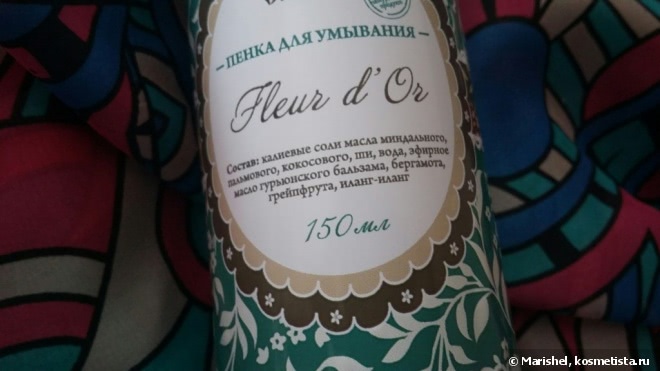 – ПЕНКА ДЛЯ УМЫВАНИЯ –
Fleur d'Or
Состав: калиевые соли масла миндального,
пальмового, кокосового, ши, вода, эфирное
масло гурьюнского бальзама, бергамота,
грейпфрута, иланг-иланг
150 мл
© Marishel, kosmetista.ru